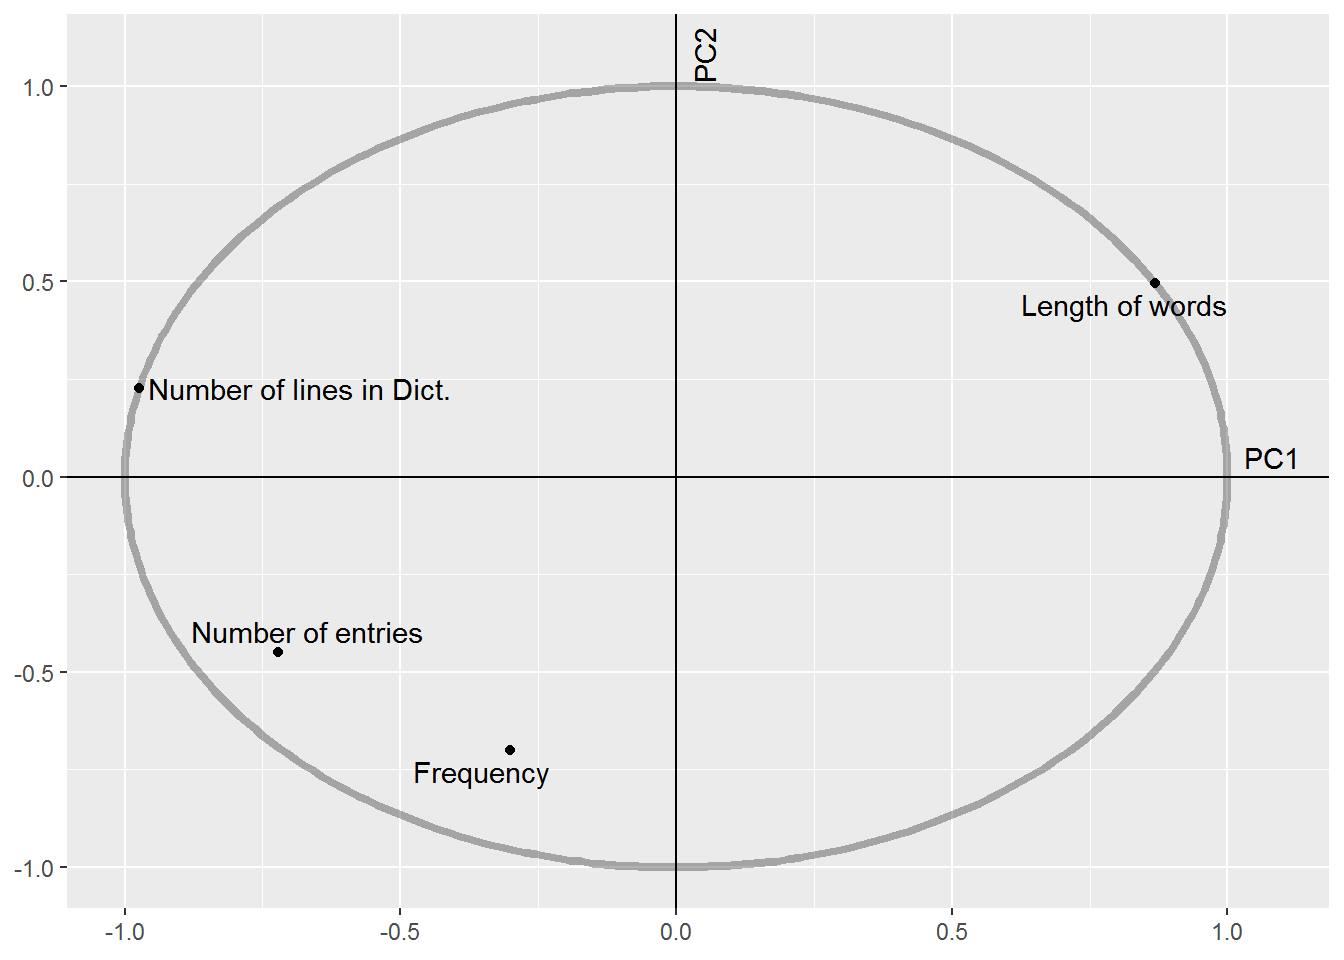 PC2
1.0
0.5
Length of words
Number of lines in Dict.
PC1
0.0
Number of entries
-0.5
Frequency
-1.0
-1.0 -0.5 0.0 0.5 1.0